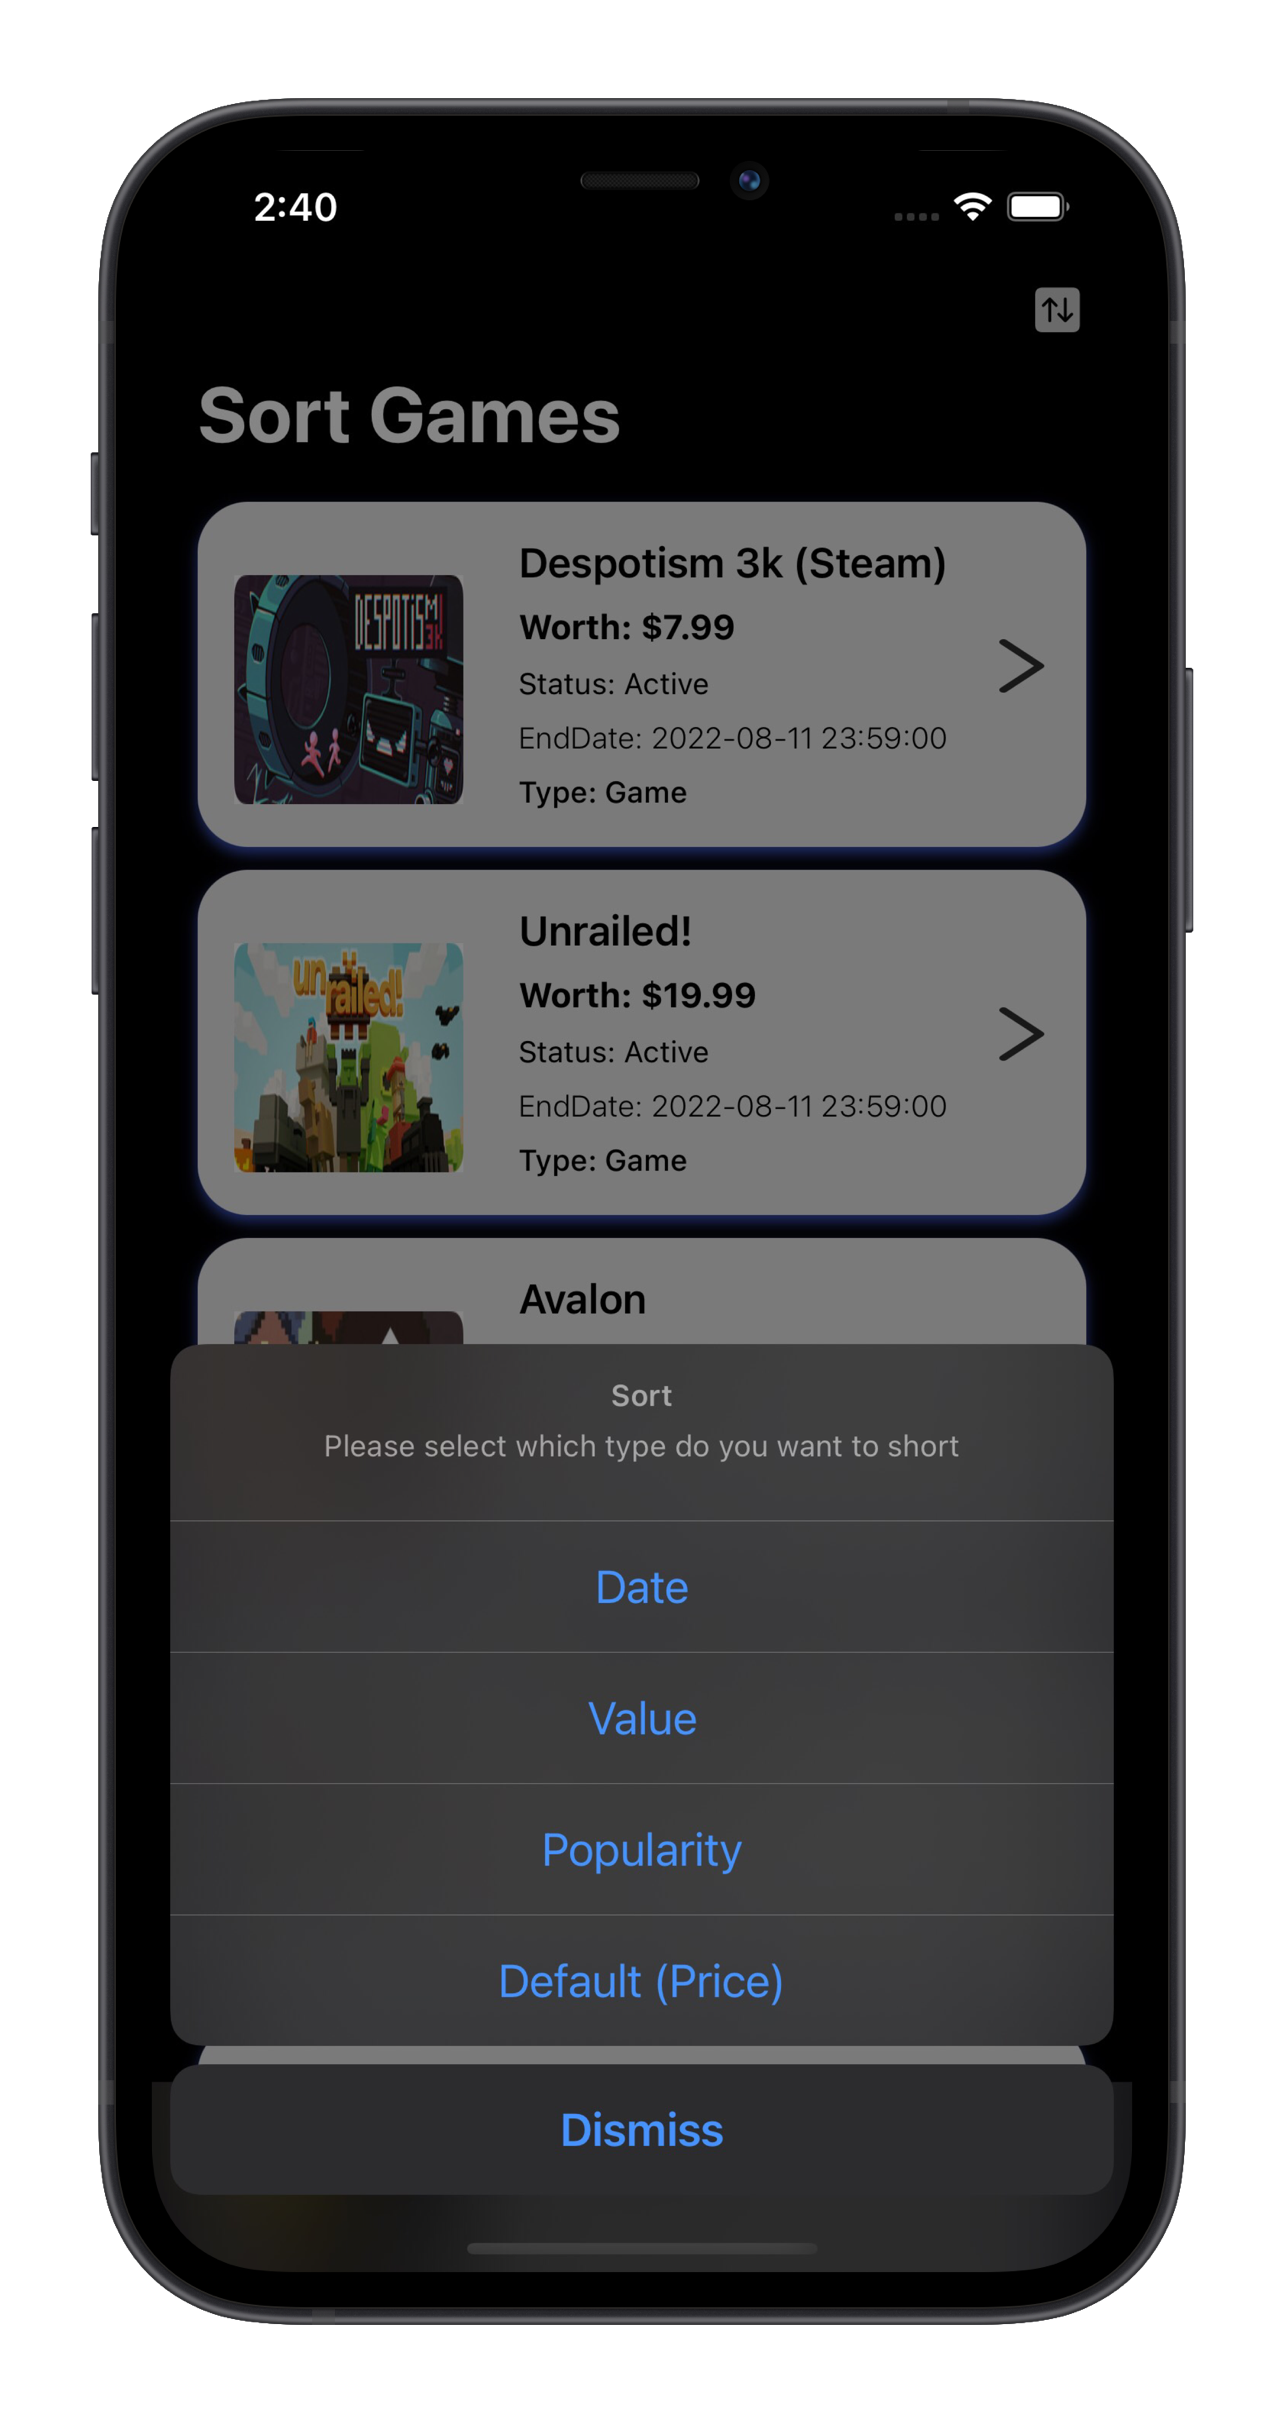 2:40
Sort Games
DESPOTiSM!
3K
Despotism 3k (Steam)
Worth: $7.99
Status: Active
EndDate: 2022-08-11 23:59:00
Type: Game
un
railed!
Unrailed!
Worth: $19.99
Status: Active
EndDate: 2022-08-11 23:59:00
Type: Game
Avalon
Sort
Please select which type do you want to short
Date
Value
Popularity
Default (Price)
Dismiss